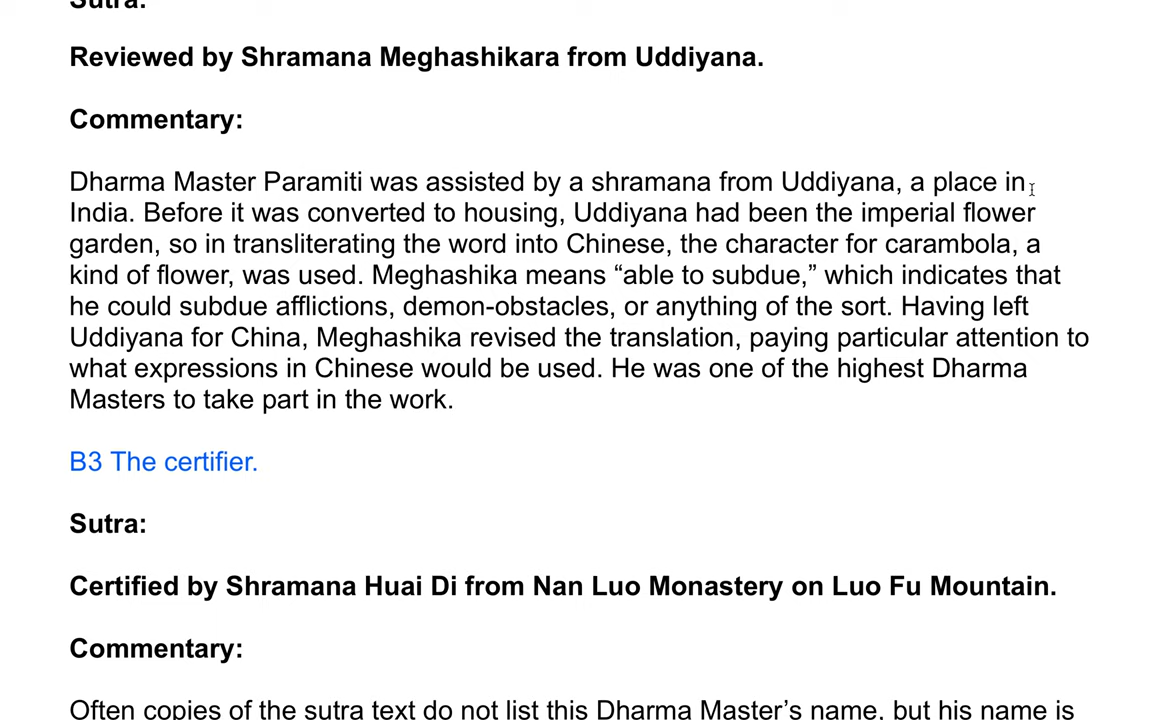 Sutra:
Reviewed by Shramana Meghashikara from Uddiyana.
Commentary:
Dharma Master Paramiti was assisted by a shramana from Uddiyana, a place in
India. Before it was converted to housing, Uddiyana had been the imperial flower
garden, so in transliterating the word into Chinese, the character for carambola, a
kind of flower, was used. Meghashika means “able to subdue,” which indicates that
he could subdue afflictions, demon-obstacles, or anything of the sort. Having left
Uddiyana for China, Meghashika revised the translation, paying particular attention to
what expressions in Chinese would be used. He was one of the highest Dharma
Masters to take part in the work.
B3 The certifier.
Sutra:
Certified by Shramana Huai Di from Nan Luo Monastery on Luo Fu Mountain.
Commentary:
Often copies of the sutra text do not list this Dharma Master’s name, but his name is